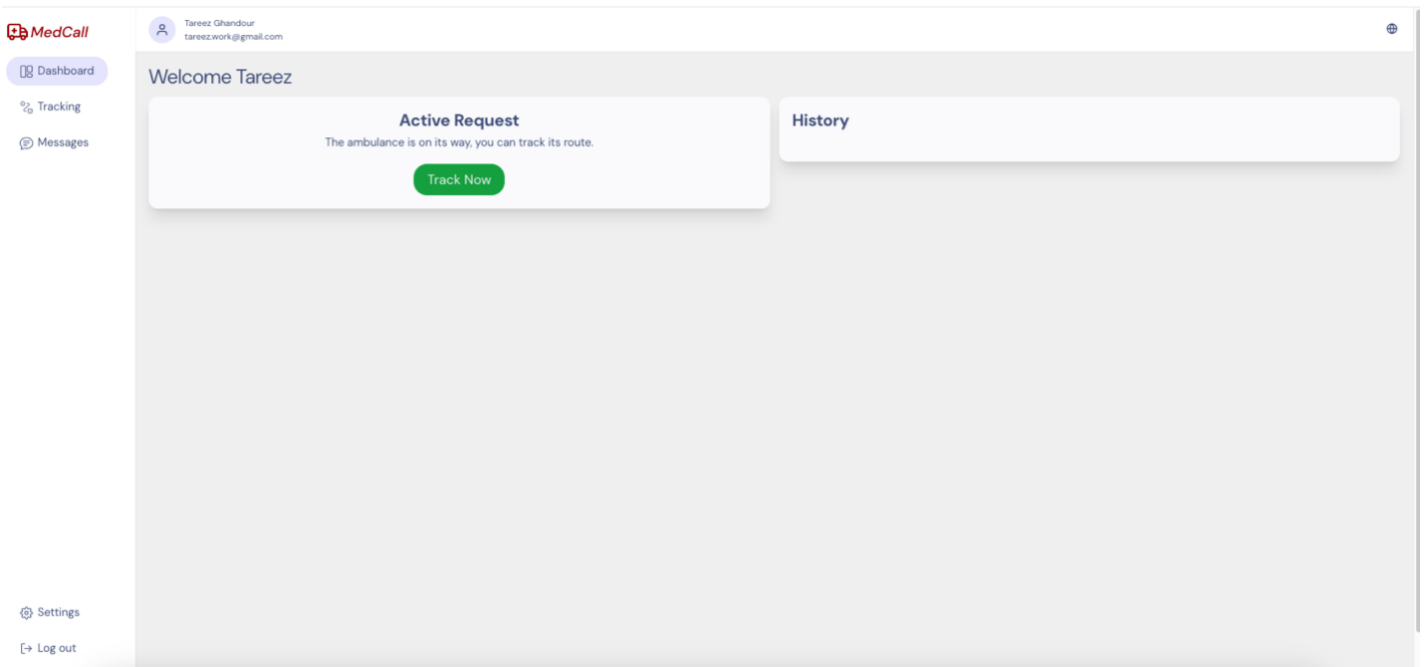 MedCall
Dashboard
Tracking
Messages
Settings
Log out
Tareez Ghandour
tareez.work@gmail.com
Welcome Tareez
Active Request
The ambulance is on its way, you can track its route.
Track Now
History